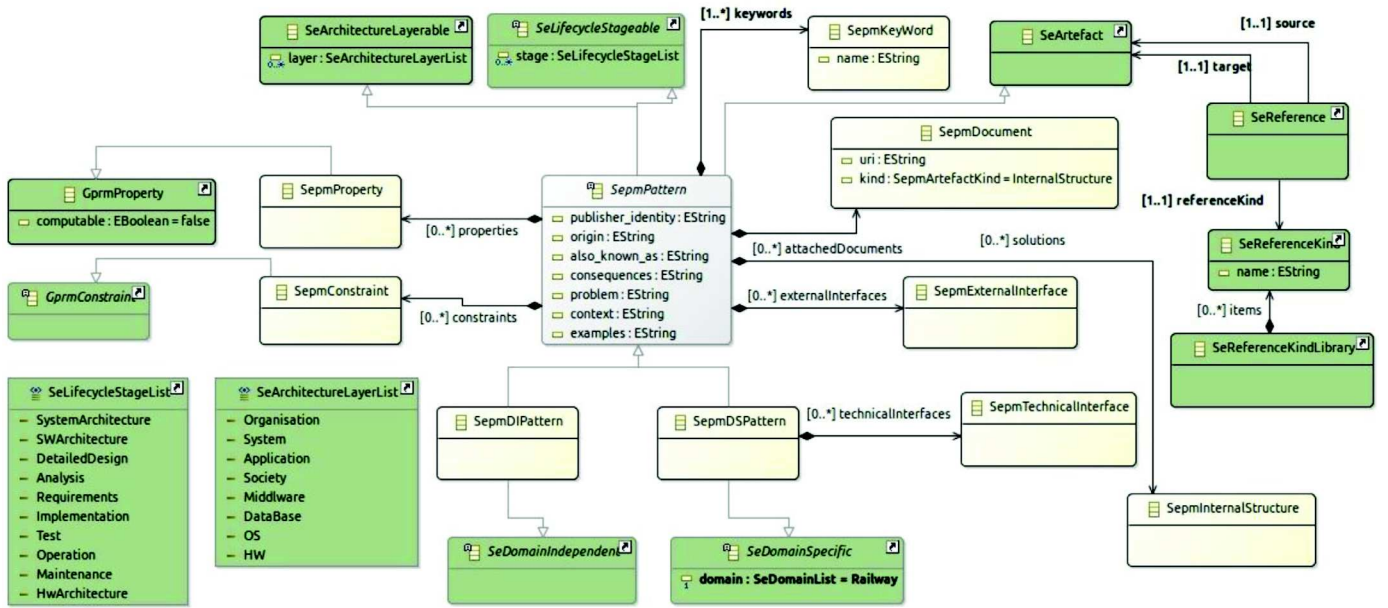 SeArchitectureLayerable
layer : SeArchitectureLayerList
0..*
SeLifecycleStageable
stage : SeLifecycleStageList
0..*
[1..*] keywords
SepmKeyWord
name : EString
SeArtefact
[1..1] source
[1..1] target
SeReference
SepmDocument
uri : EString
kind : SepmArtefactKind = InternalStructure
GprmProperty
computable : EBoolean = false
SepmProperty
[0..*] properties
SepmPattern
publisher_identity : EString
origin : EString
also_known_as : EString
consequences : EString
problem : EString
context : EString
examples : EString
[0..*] attachedDocuments
[0..*] solutions
[1..1] referenceKind
SeReferenceKind
name : EString
[0..*] items
SeReferenceKindLibrary
GprmConstraint
SepmConstraint
[0..*] constraints
[0..*] externalInterfaces
SepmExternalInterface
SeLifecycleStageList
SystemArchitecture
SWArchitecture
DetailedDesign
Analysis
Requirements
Implementation
Test
Operation
Maintenance
HwArchitecture
SeArchitectureLayerList
Organisation
System
Application
Society
Middlware
DataBase
OS
HW
SepmDIPattern
SepmDSPattern
[0..*] technicalInterfaces
SepmTechnicalInterface
SepmInternalStructure
SeDomainIndependent
SeDomainSpecific
domain : SeDomainList = Railway
1